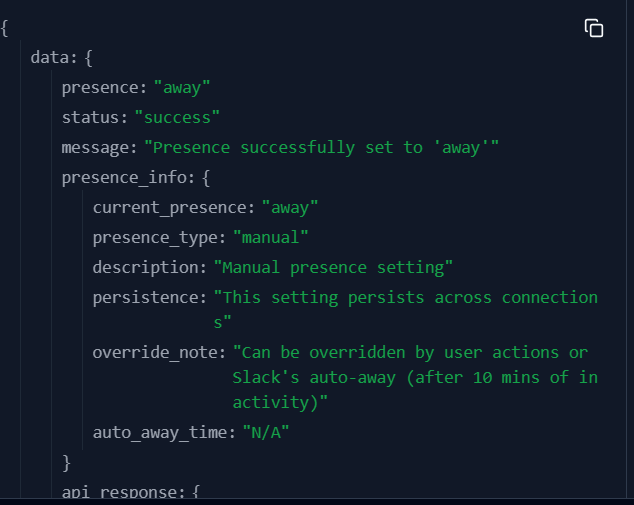 {
data: {
presence: "away"
status: "success"
message: "Presence successfully set to 'away'"
presence_info: {
current_presence: "away"
presence_type: "manual"
description: "Manual presence setting"
persistence: "This setting persists across connection
s"
override_note: "Can be overridden by user actions or
Slack's auto-away (after 10 mins of in
activity)"
auto_away_time: "N/A"
}
api_response: {